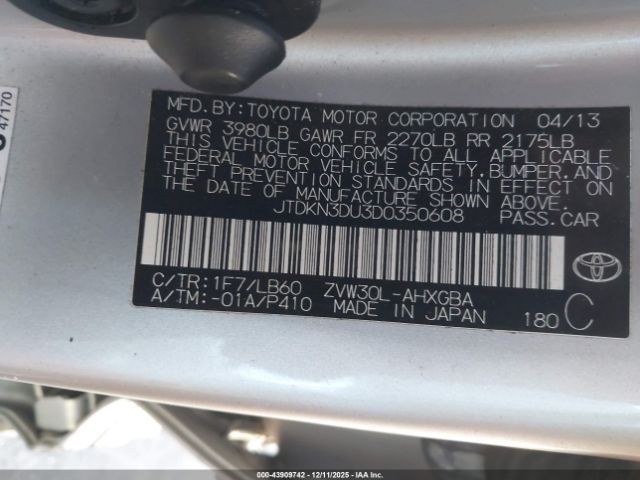 MFD. BY: TOYOTA MOTOR CORPORATION 04/13
GVWR 3980LB GAWR FR 2270LB RR 2175LB
THIS VEHICLE CONFORMS TO ALL APPLICABLE
FEDERAL MOTOR VEHICLE SAFETY, BUMPER, AND
THEFT PREVENTION STANDARDS IN EFFECT ON
THE DATE OF MANUFACTURE SHOWN ABOVE.
JTDKN3DU3D0350608 PASS. CAR
C/TR: 1F7/LB60 ZVW30L-AHXGBA
A/TM: -01A/P410 MADE IN JAPAN 180 C
47170
000-43909742 - 12/11/2025 - IAA Inc.